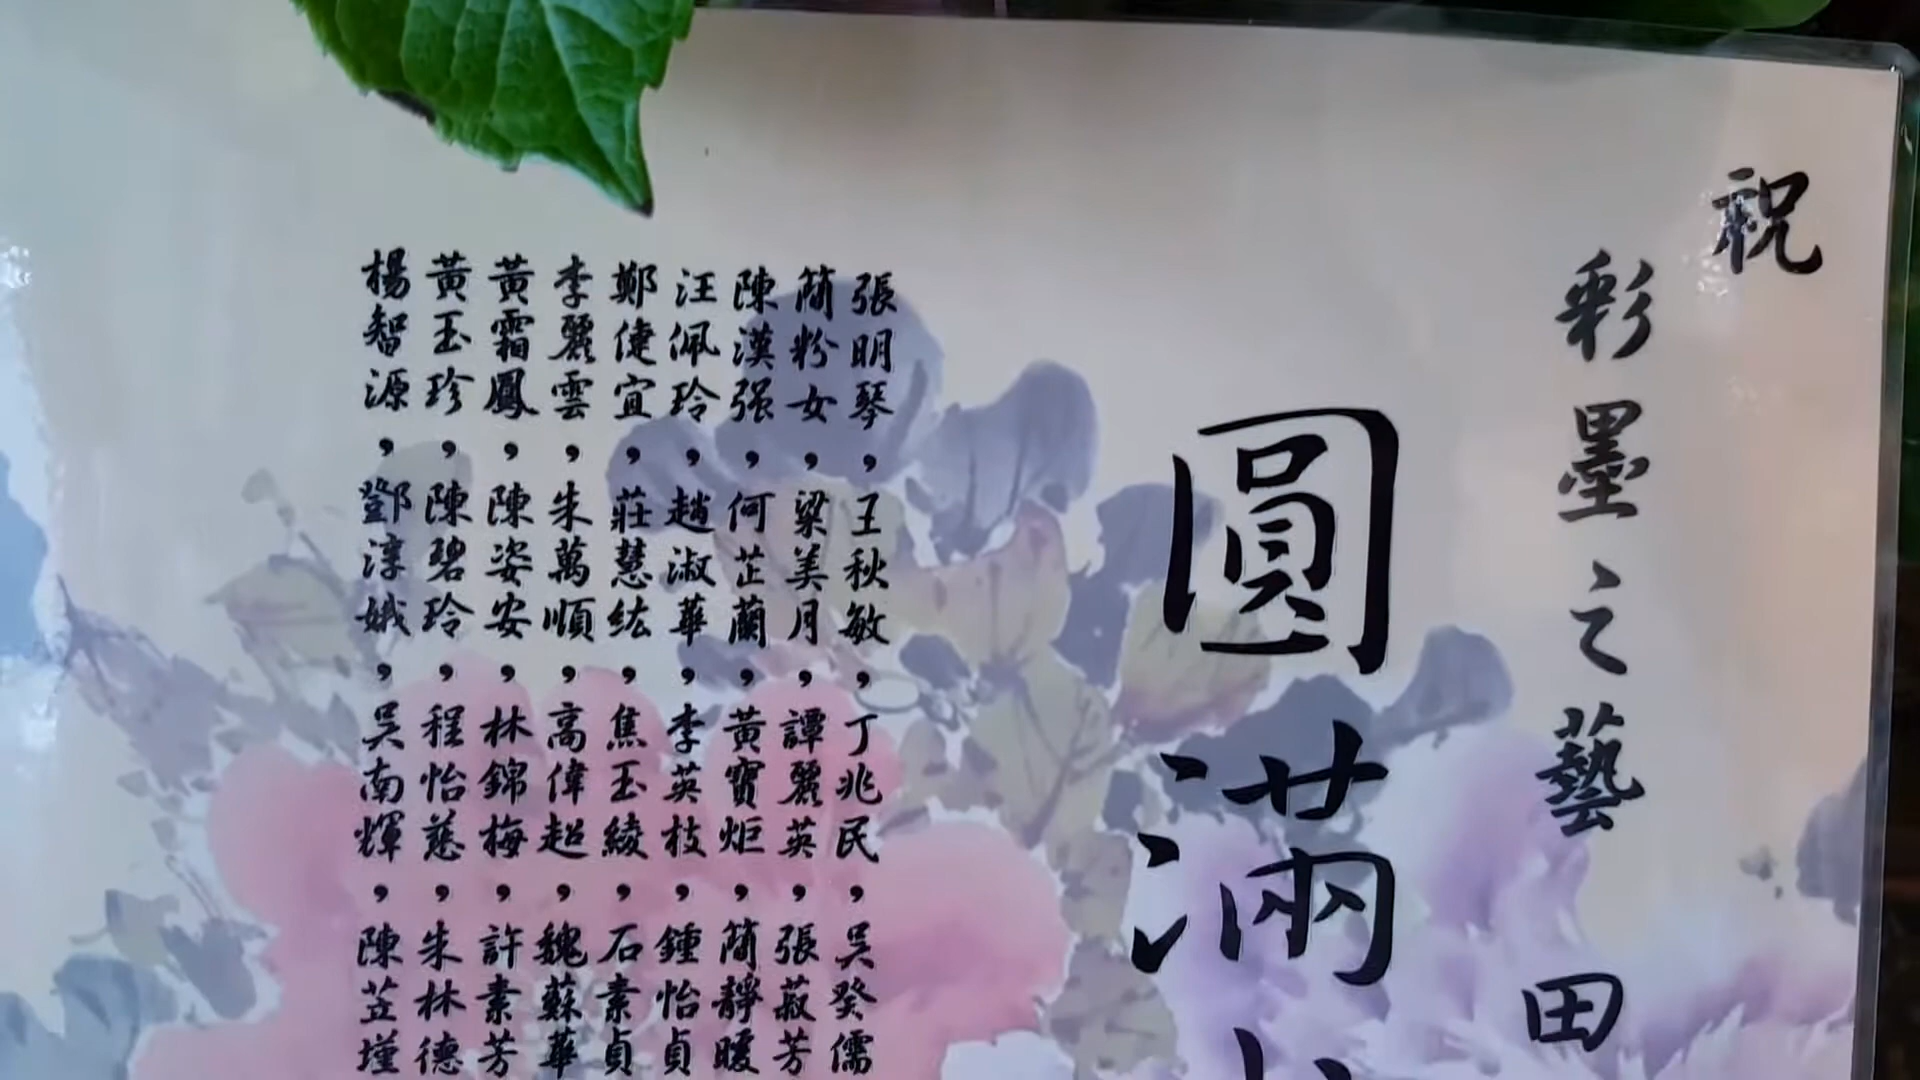 祝
彩墨之藝 田
圓滿
張明琴，王秋敏，丁兆民，吳癸儒
簡粉女，梁美月，譚麗英，張菽芳
陳漢强，何芷蘭，黃寶炬，簡靜暖
汪佩玲，趙淑華，李英枝，鍾怡貞
鄭倢宜，莊慧紘，焦玉綾，石素貞
李麗雲，朱萬順，高偉超，魏蘇華
黃霜鳳，陳姿安，林錦梅，許素芳
黃玉珍，陳碧玲，程怡慈，朱林德
楊智源，鄧淳娥，吳南輝，陳苙墐